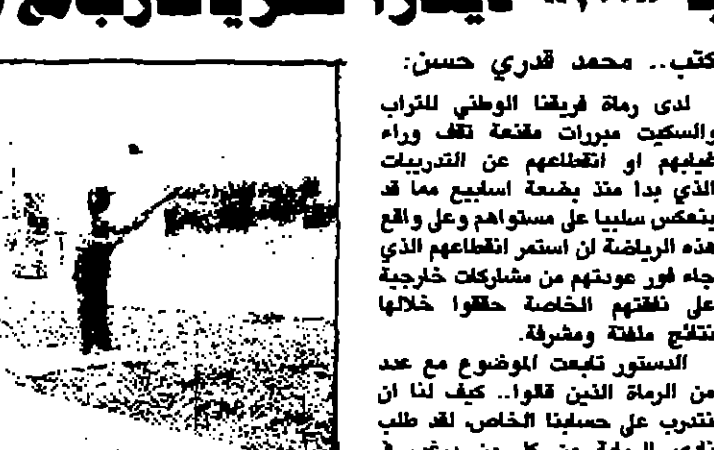 كتب.. محمد قدري حسن:
لدى رماة فريقنا الوطني للتراب
والسكيت مبررات مقنعة تقف وراء
غيابهم او انقطاعهم عن التدريبات
الذي بدا منذ بضعة اسابيع مما قد
ينعكس سلبيا على مستواهم وعلى واقع
هذه الرياضة لن استمر انقطاعهم الذي
جاء فور عودتهم من مشاركات خارجية
على نفقتهم الخاصة حققوا خلالها
نتائج ملفتة ومشرفة.
الدستور تابعت الموضوع مع عدد
من الرماة الذين قالوا.. كيف لنا ان
نتدرب على حسابنا الخاص، لقد طلب